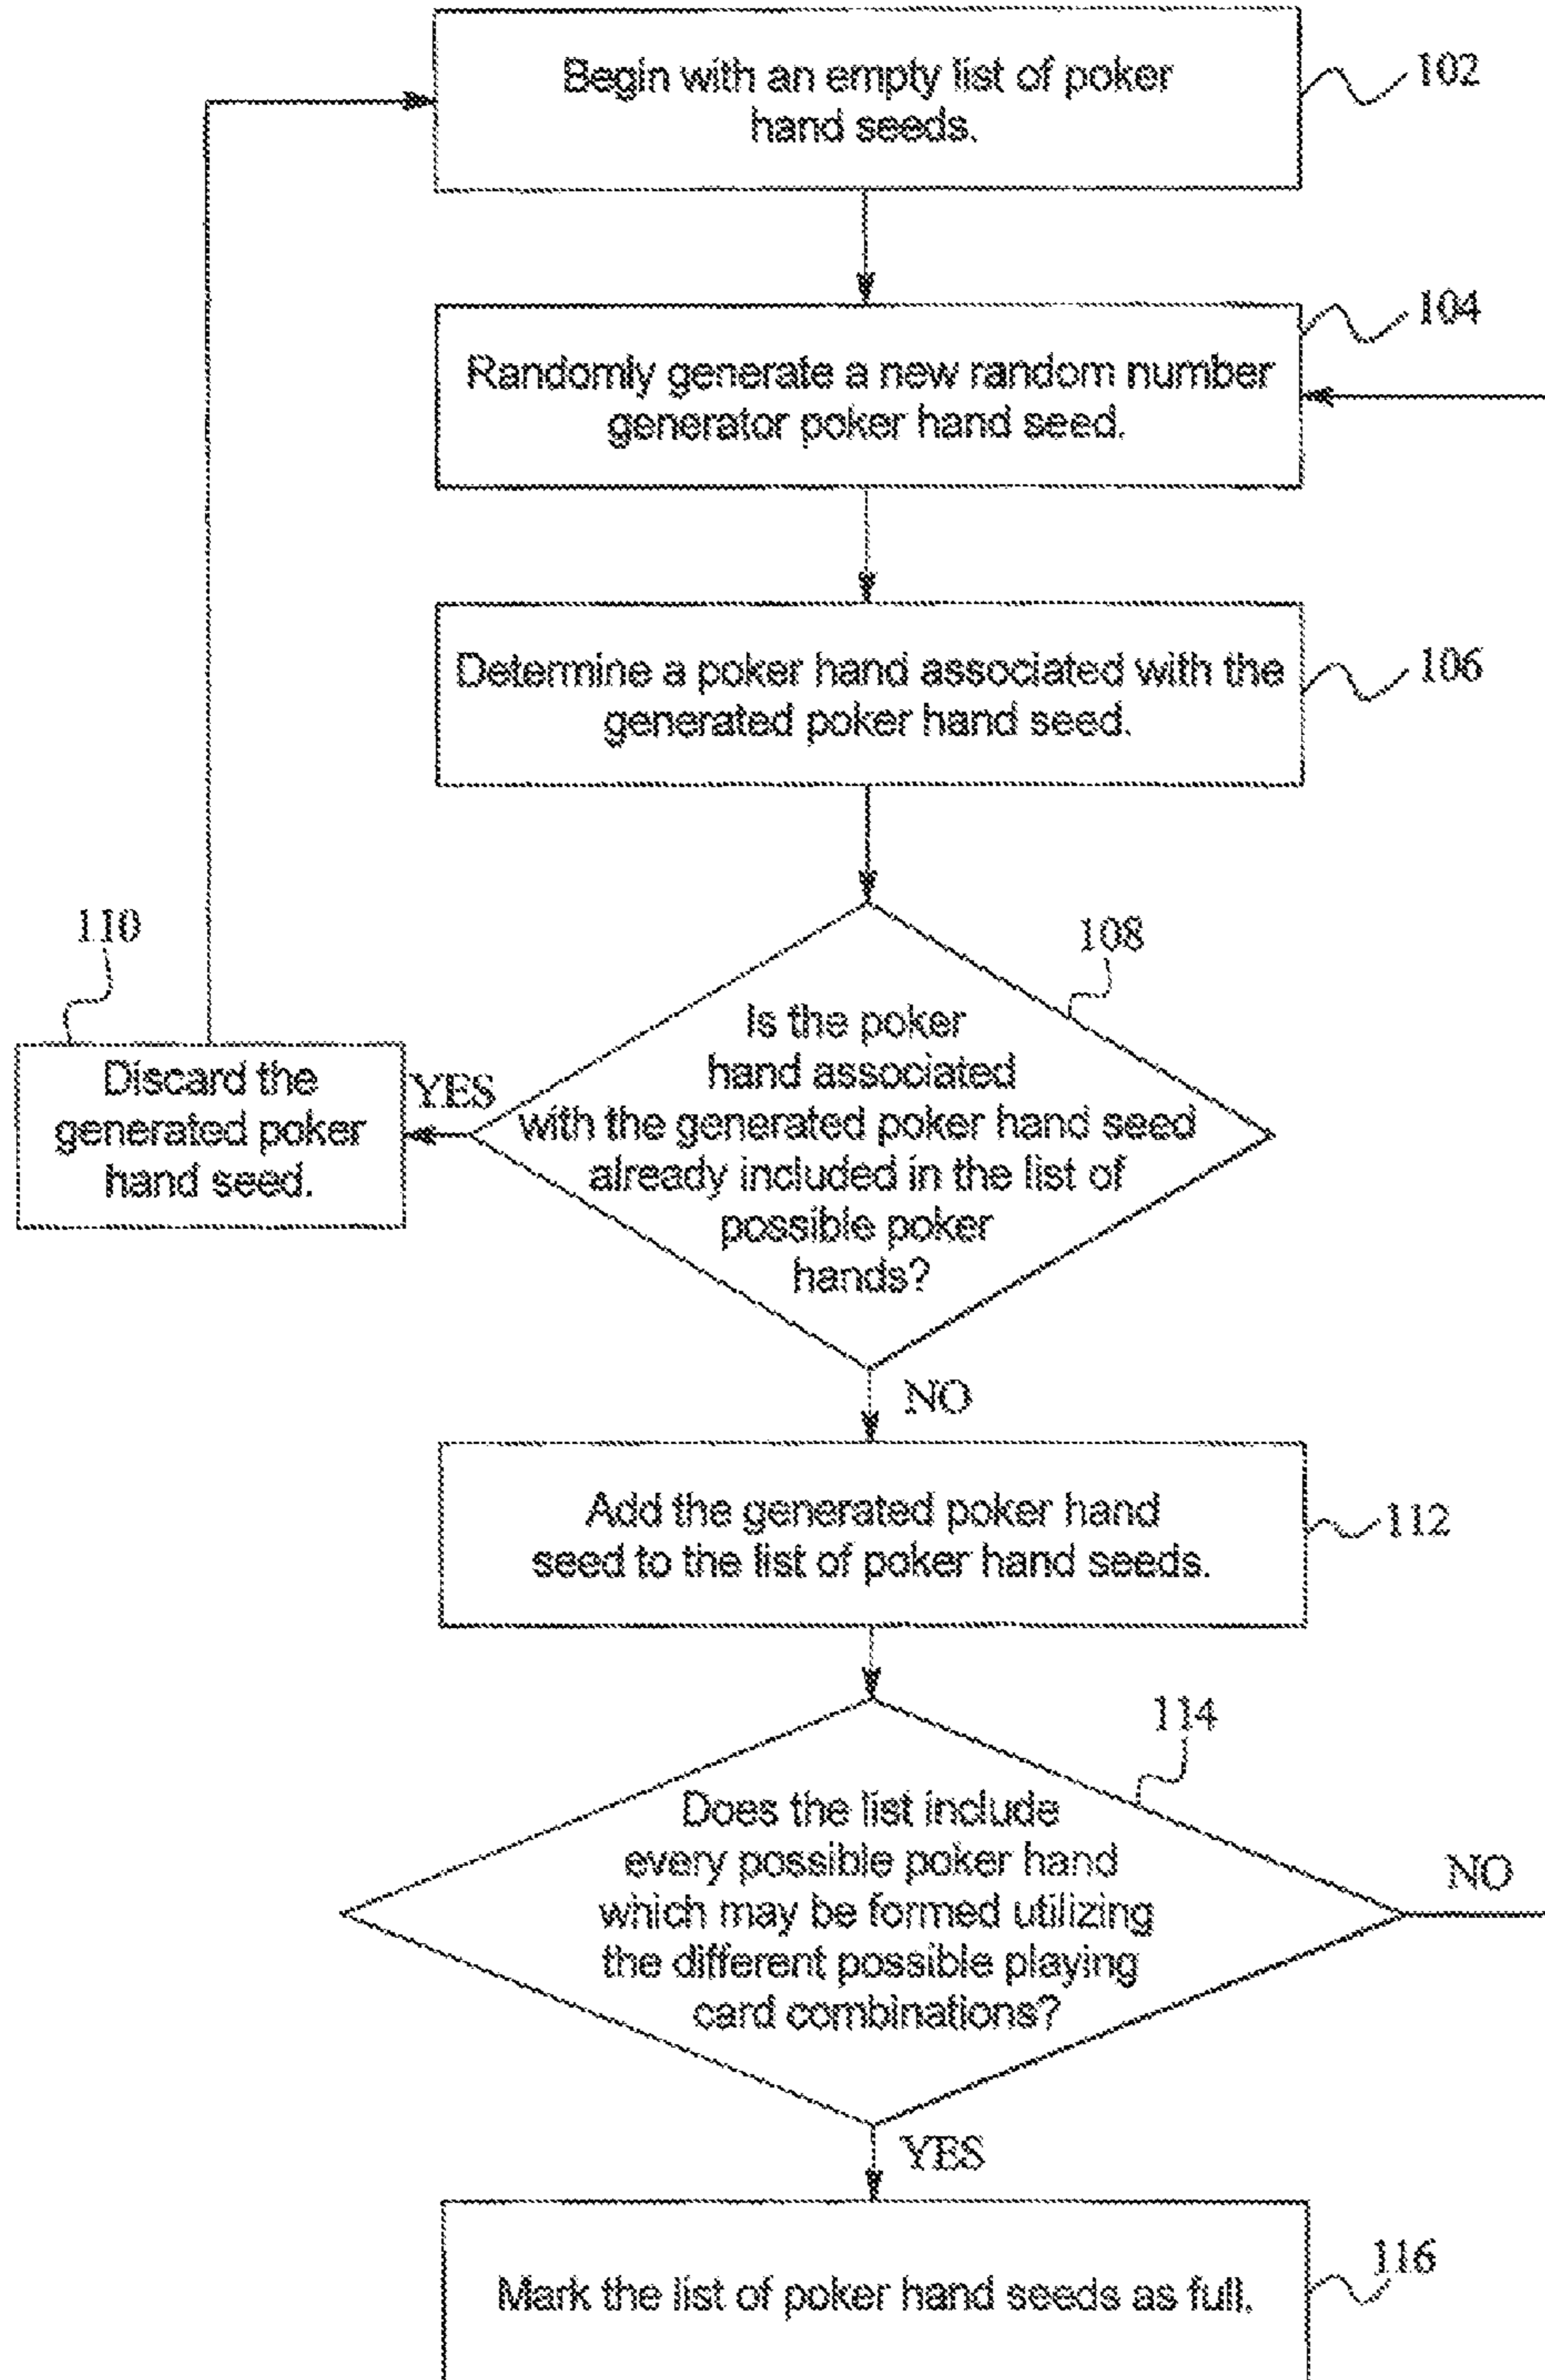 Begin with an empty list of poker
hand seeds.
102
Randomly generate a new random number
generator poker hand seed.
104
Determine a poker hand associated with the
generated poker hand seed.
106
108
Is the poker
hand associated
with the generated poker hand seed
already included in the list of
possible poker
hands?
YES
110
Discard the
generated poker
hand seed.
NO
Add the generated poker hand
seed to the list of poker hand seeds.
112
114
Does the list include
every possible poker hand
which may be formed utilizing
the different possible playing
card combinations?
NO
YES
Mark the list of poker hand seeds as full.
116